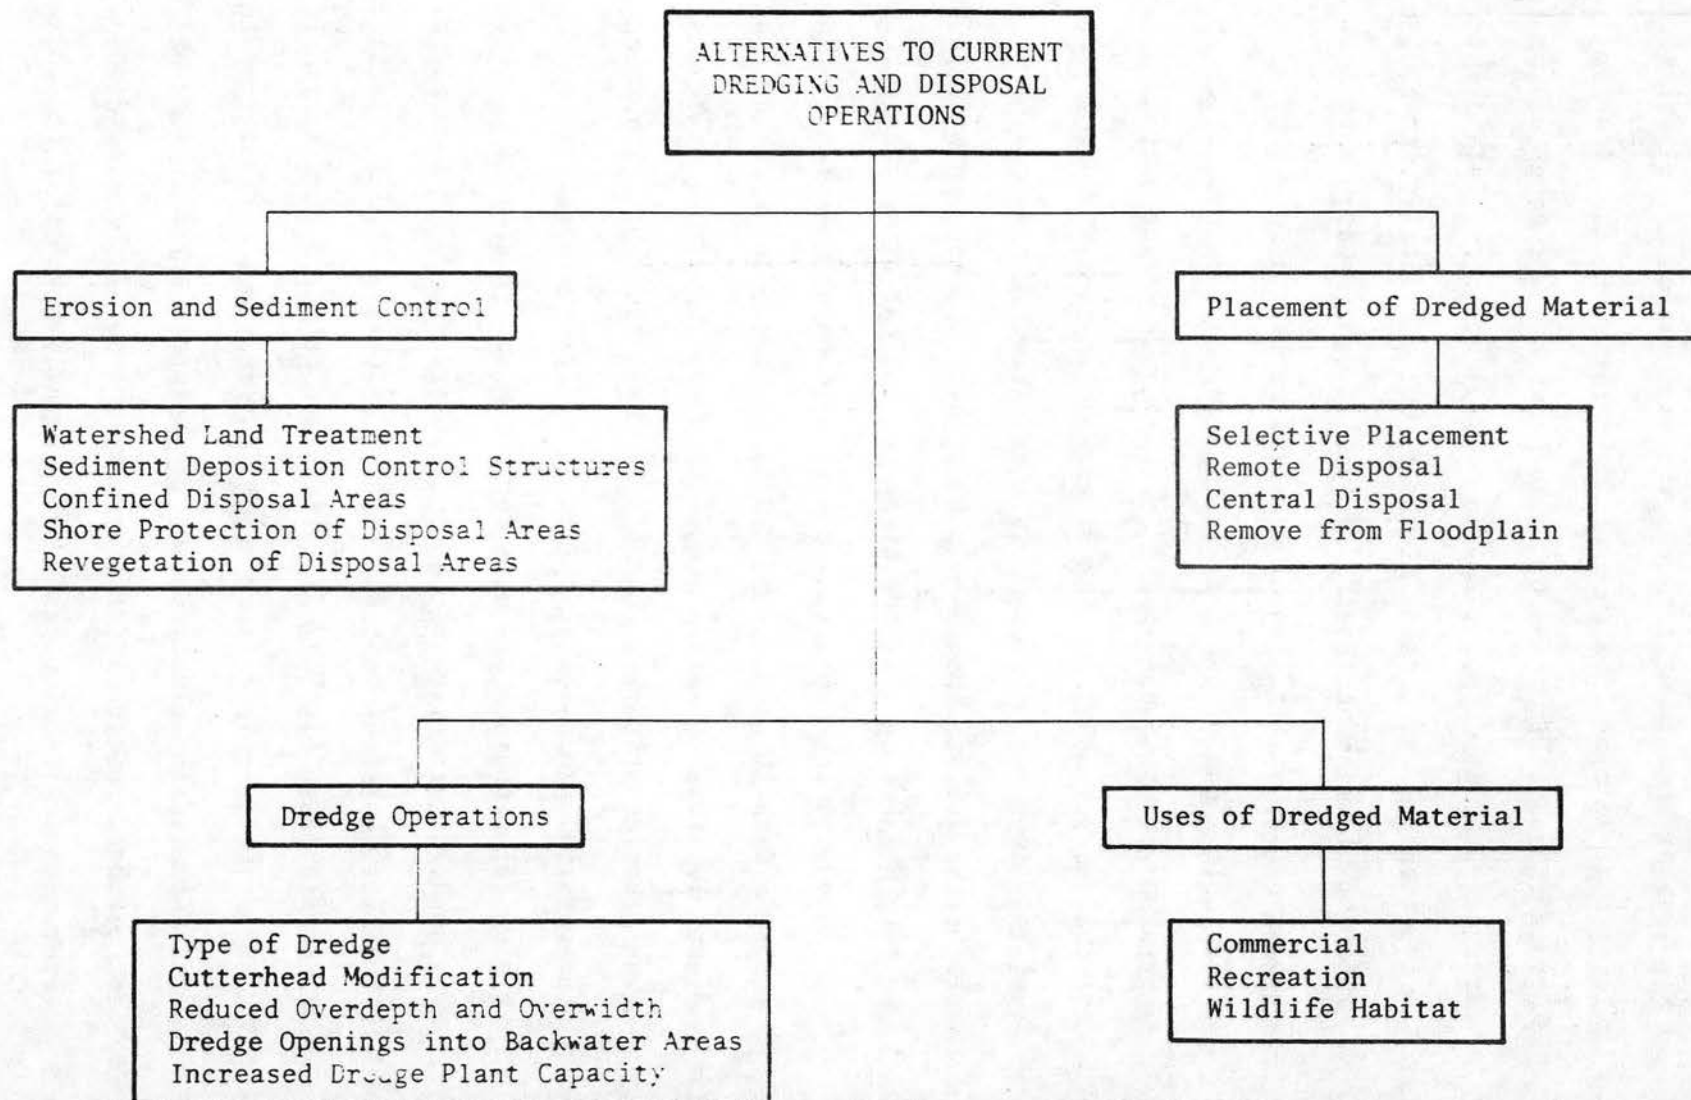 ALTERNATIVES TO CURRENT
DREDGING AND DISPOSAL
OPERATIONS
Erosion and Sediment Control
Placement of Dredged Material
Watershed Land Treatment
Sediment Deposition Control Structures
Confined Disposal Areas
Shore Protection of Disposal Areas
Revegetation of Disposal Areas
Selective Placement
Remote Disposal
Central Disposal
Remove from Floodplain
Dredge Operations
Uses of Dredged Material
Type of Dredge
Cutterhead Modification
Reduced Overdepth and Overwidth
Dredge Openings into Backwater Areas
Increased Dredge Plant Capacity
Commercial
Recreation
Wildlife Habitat